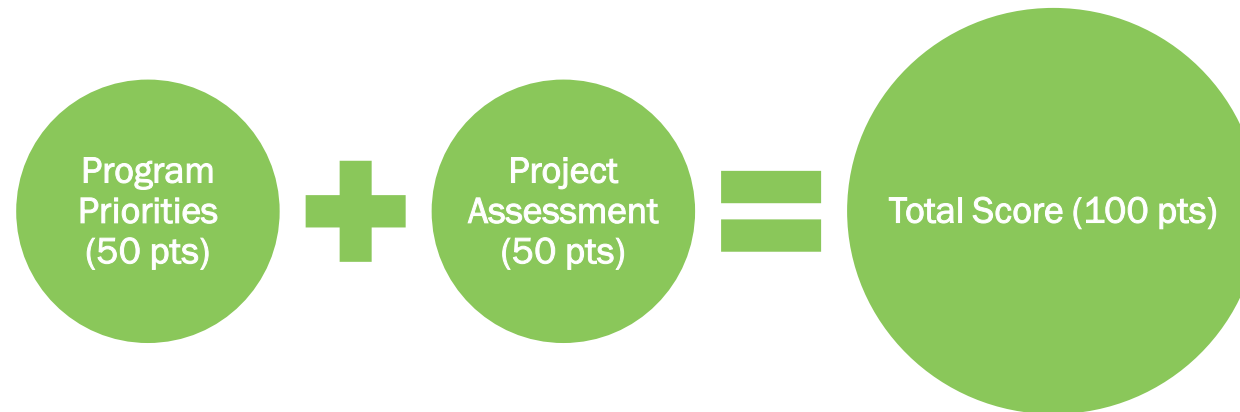 Program
Priorities
(50 pts)
Project
Assessment
(50 pts)
Total Score (100 pts)